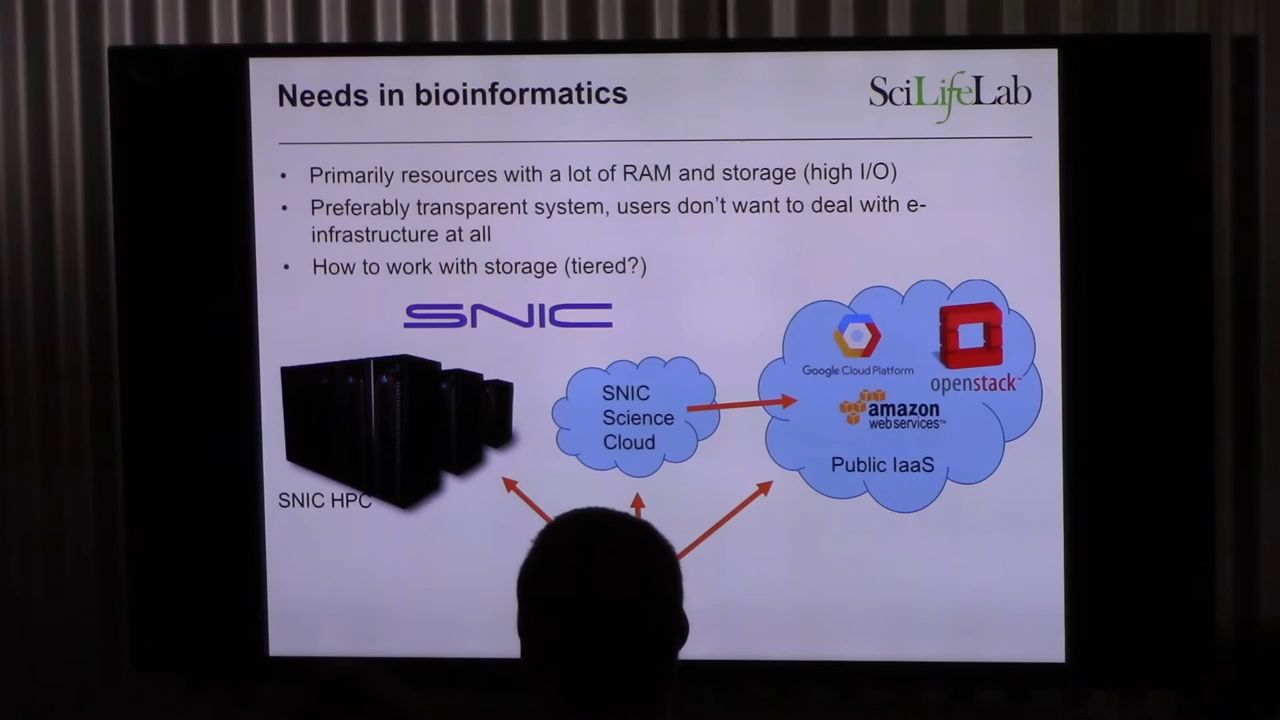 Needs in bioinformatics
SciLifeLab
• Primarily resources with a lot of RAM and storage (high I/O)
• Preferably transparent system, users don't want to deal with e-
infrastructure at all
• How to work with storage (tiered?)
SNIC
SNIC HPC
SNIC
Science
Cloud
Google Cloud Platform
openstack™
amazon
web services™
Public IaaS